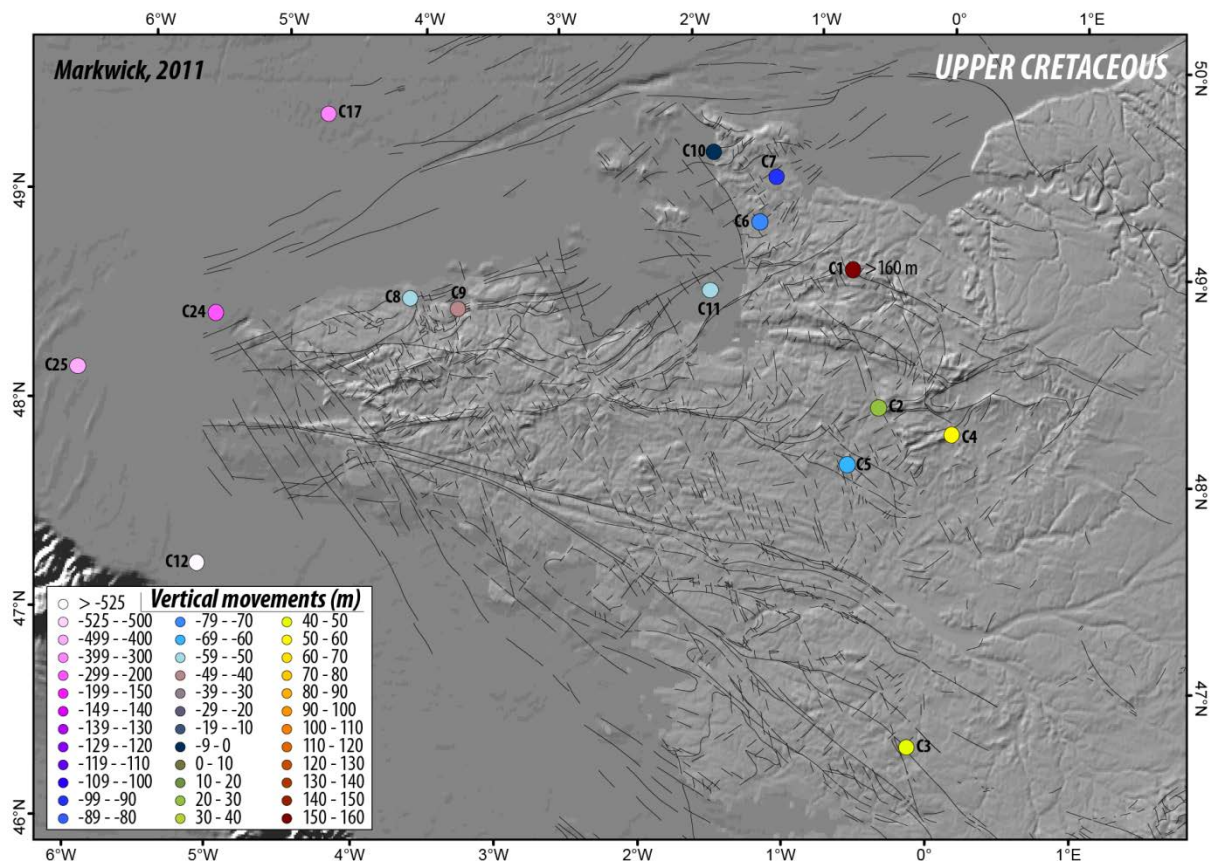 6°W 5°W 4°W 3°W 2°W 1°W 0° 1°E
Markwick, 2011
UPPER CRETACEOUS
50°N
C17
C10
C7
49°N
C6
C1 > 160 m
49°N
C8 C9
C11
C24
C25
48°N
C2
C4
C5
48°N
C12
47°N
47°N
C3
46°N
Vertical movements (m)
> -525
-525 - -500
-499 - -400
-399 - -300
-299 - -200
-199 - -150
-149 - -140
-139 - -130
-129 - -120
-119 - -110
-109 - -100
-99 - -90
-89 - -80
-79 - -70
-69 - -60
-59 - -50
-49 - -40
-39 - -30
-29 - -20
-19 - -10
-9 - 0
0 - 10
10 - 20
20 - 30
30 - 40
40 - 50
50 - 60
60 - 70
70 - 80
80 - 90
90 - 100
100 - 110
110 - 120
120 - 130
130 - 140
140 - 150
150 - 160
6°W 5°W 4°W 3°W 2°W 1°W 0° 1°E